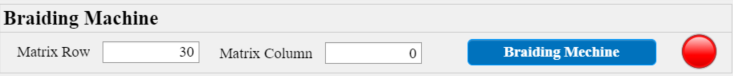 Braiding Machine
Matrix Row 30 Matrix Column 0 Braiding Mechine